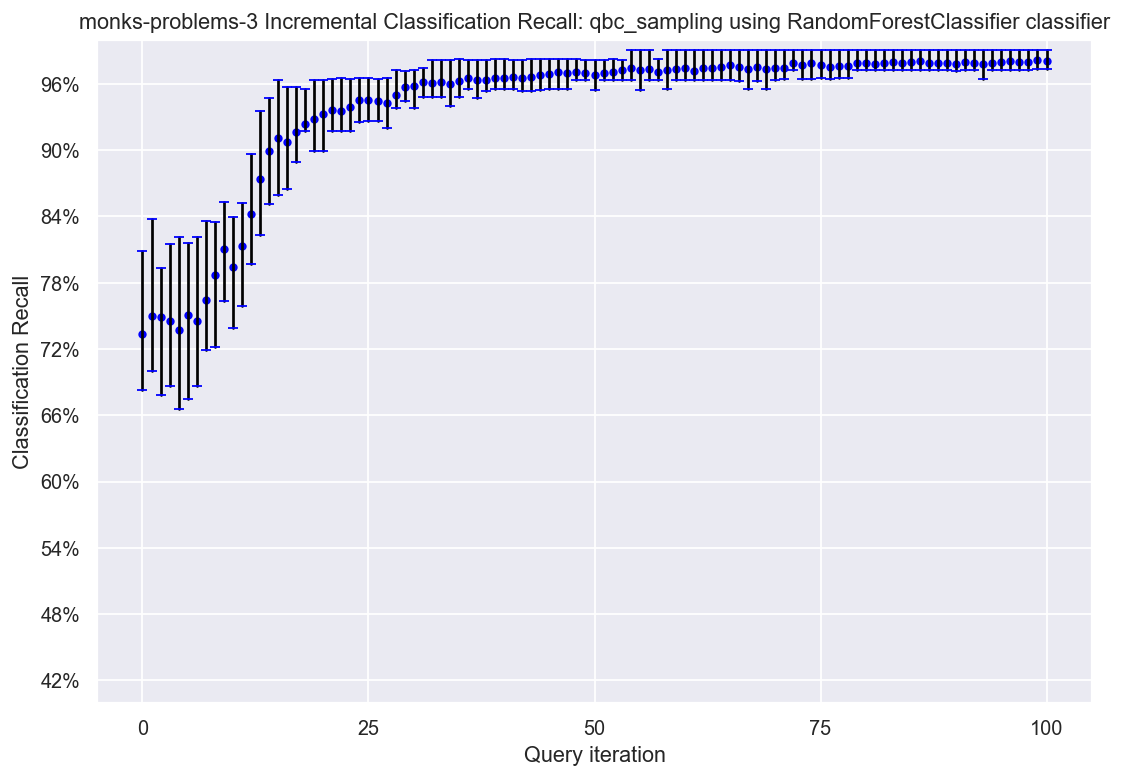 monks-problems-3 Incremental Classification Recall: qbc_sampling using RandomForestClassifier classifier
96%
90%
84%
78%
72%
66%
60%
54%
48%
42%
Classification Recall
0 25 50 75 100
Query iteration